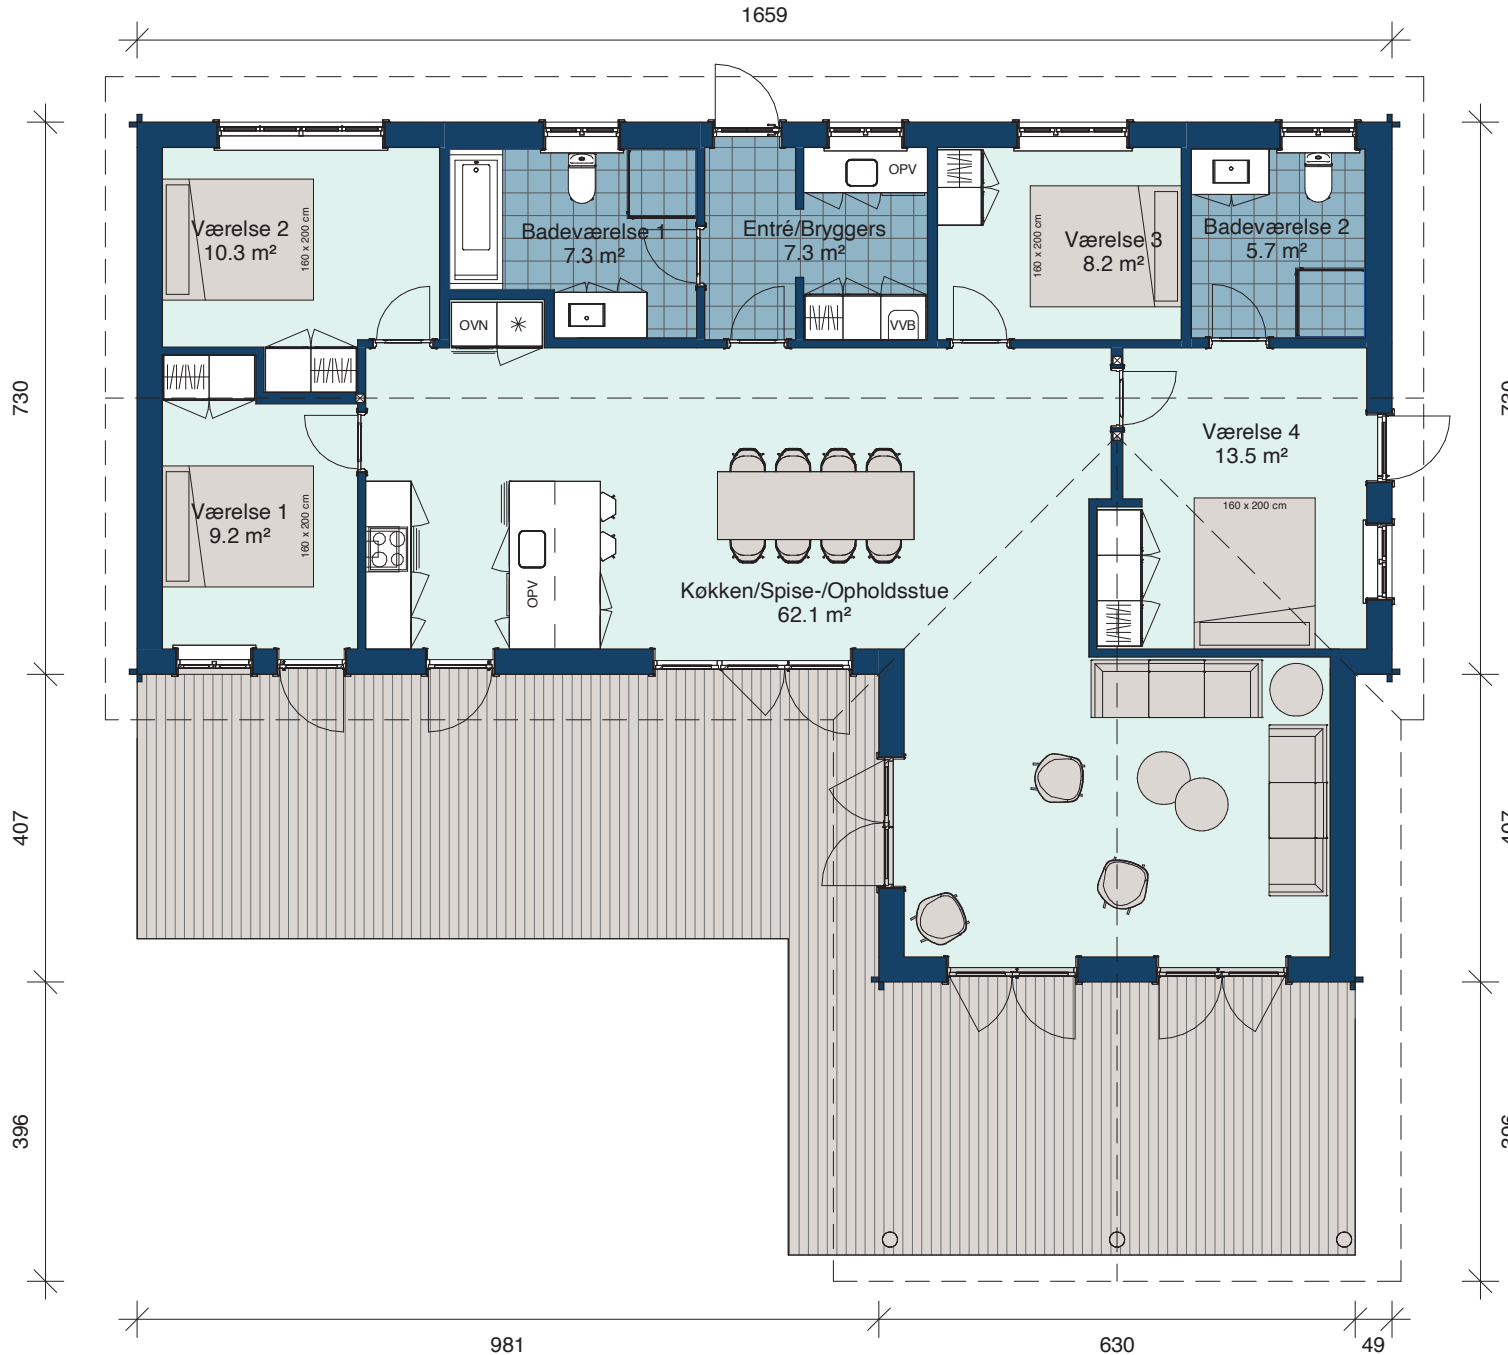 1659
Værelse 2
10.3 m²
160 x 200 cm
Badeværelse 1
7.3 m²
Entré/Bryggers
7.3 m²
OPV
Værelse 3
8.2 m²
160 x 200 cm
Badeværelse 2
5.7 m²
OVN
VVB
730
730
Værelse 1
9.2 m²
160 x 200 cm
OPV
Køkken/Spise-/Opholdsstue
62.1 m²
Værelse 4
13.5 m²
160 x 200 cm
407
407
396
396
981
630
49